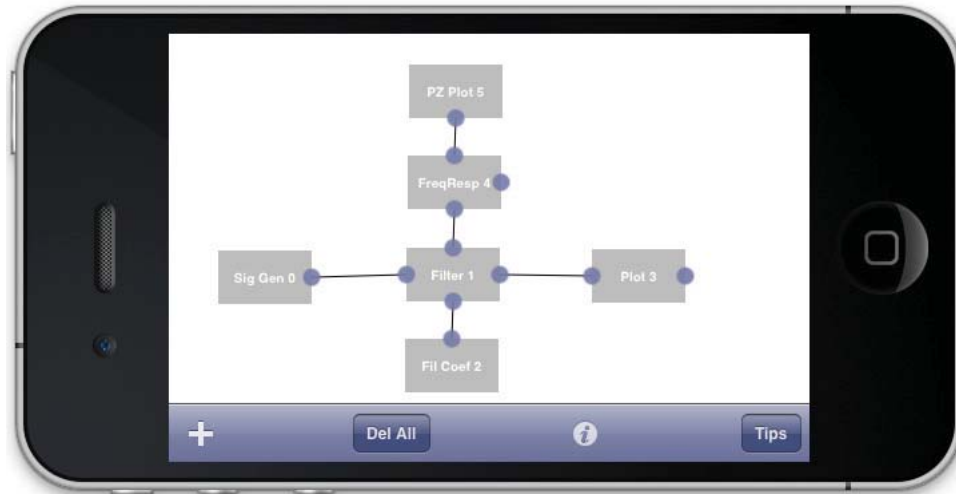 PZ Plot 5
FreqResp 4
Sig Gen 0
Filter 1
Plot 3
Fil Coef 2
Del All
Tips